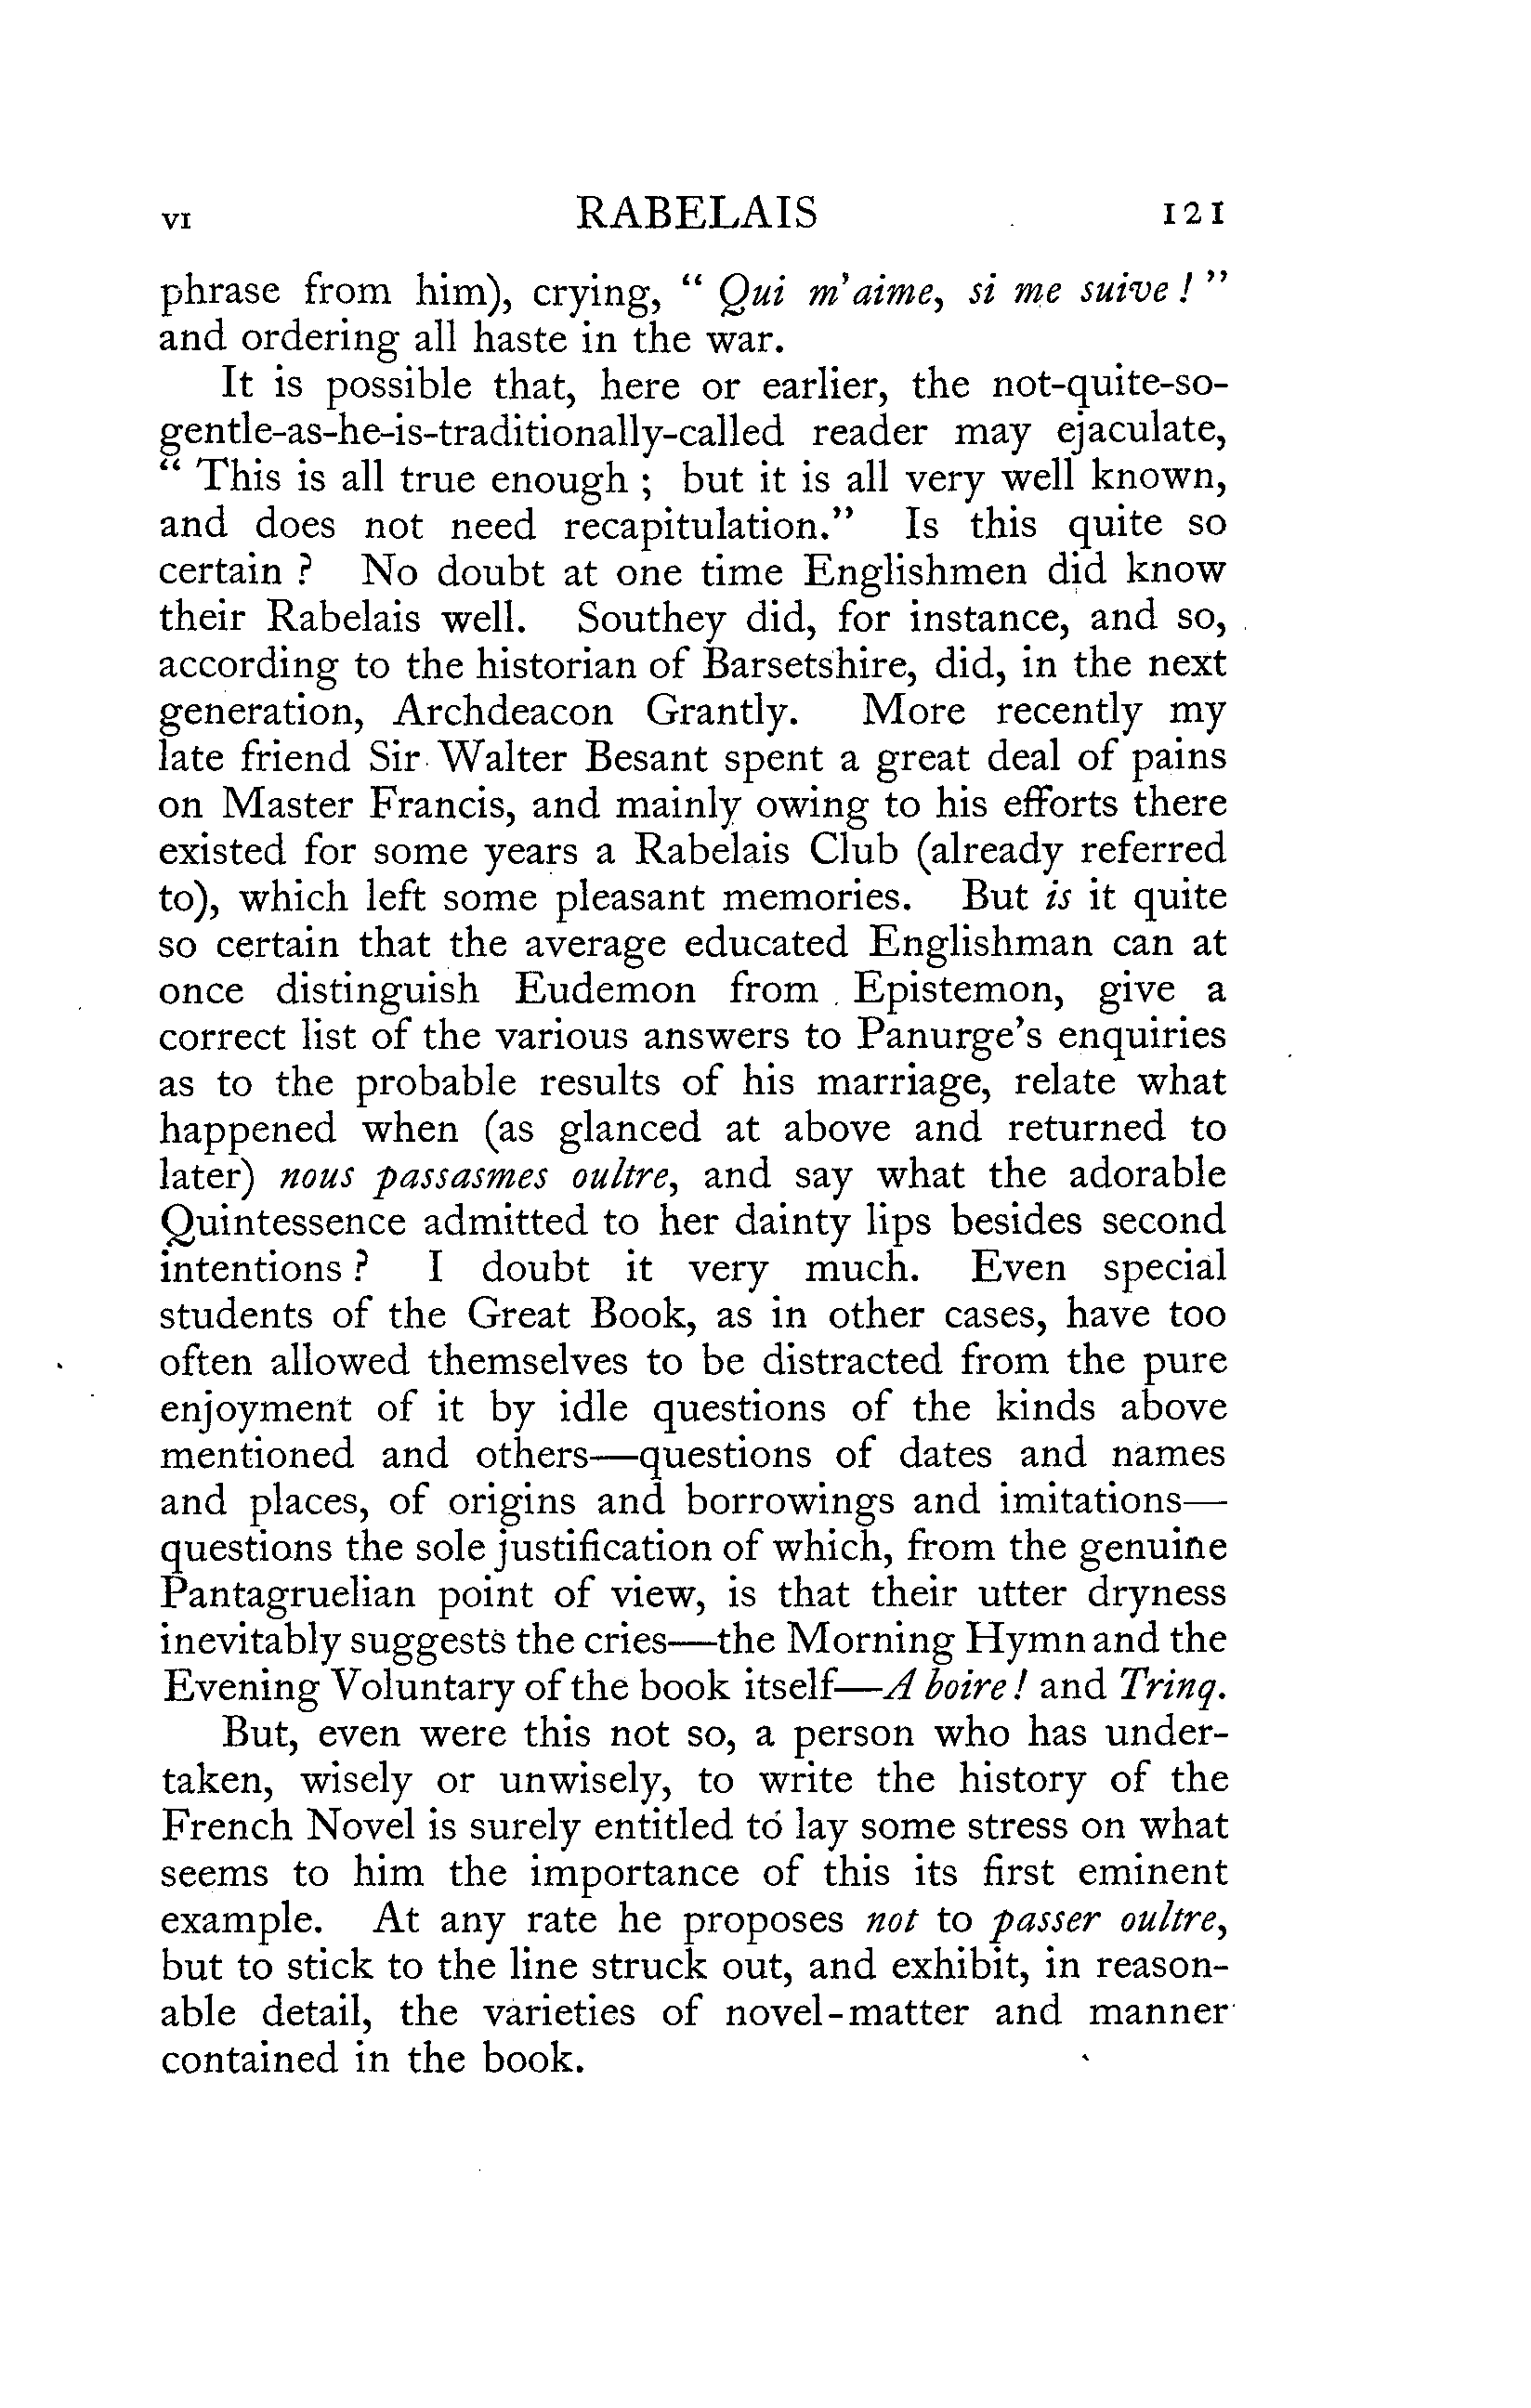 VI RABELAIS 121
phrase from him), crying, “ Qui m'aime, si me suive ! ”
and ordering all haste in the war.
It is possible that, here or earlier, the not-quite-so-
gentle-as-he-is-traditionally-called reader may ejaculate,
“ This is all true enough ; but it is all very well known,
and does not need recapitulation.” Is this quite so
certain ? No doubt at one time Englishmen did know
their Rabelais well. Southey did, for instance, and so,
according to the historian of Barsetshire, did, in the next
generation, Archdeacon Grantly. More recently my
late friend Sir Walter Besant spent a great deal of pains
on Master Francis, and mainly owing to his efforts there
existed for some years a Rabelais Club (already referred
to), which left some pleasant memories. But is it quite
so certain that the average educated Englishman can at
once distinguish Eudemon from Epistemon, give a
correct list of the various answers to Panurge's enquiries
as to the probable results of his marriage, relate what
happened when (as glanced at above and returned to
later) nous passasmes oultre, and say what the adorable
Quintessence admitted to her dainty lips besides second
intentions ? I doubt it very much. Even special
students of the Great Book, as in other cases, have too
often allowed themselves to be distracted from the pure
enjoyment of it by idle questions of the kinds above
mentioned and others—questions of dates and names
and places, of origins and borrowings and imitations—
questions the sole justification of which, from the genuine
Pantagruelian point of view, is that their utter dryness
inevitably suggests the cries—the Morning Hymn and the
Evening Voluntary of the book itself—A boire ! and Trinq.
But, even were this not so, a person who has under-
taken, wisely or unwisely, to write the history of the
French Novel is surely entitled to lay some stress on what
seems to him the importance of this its first eminent
example. At any rate he proposes not to passer oultre,
but to stick to the line struck out, and exhibit, in reason-
able detail, the varieties of novel-matter and manner
contained in the book.